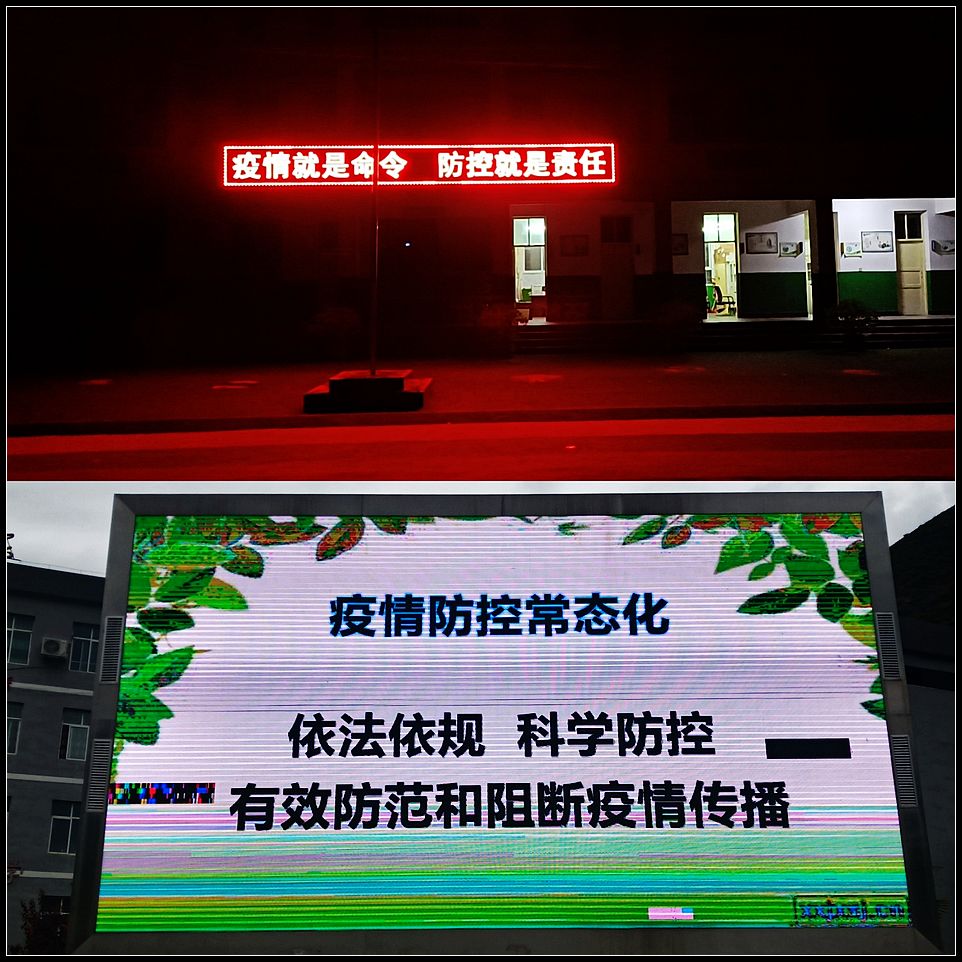 疫情就是命令 防控就是责任
疫情防控常态化
依法依规 科学防控
有效防范和阻断疫情传播